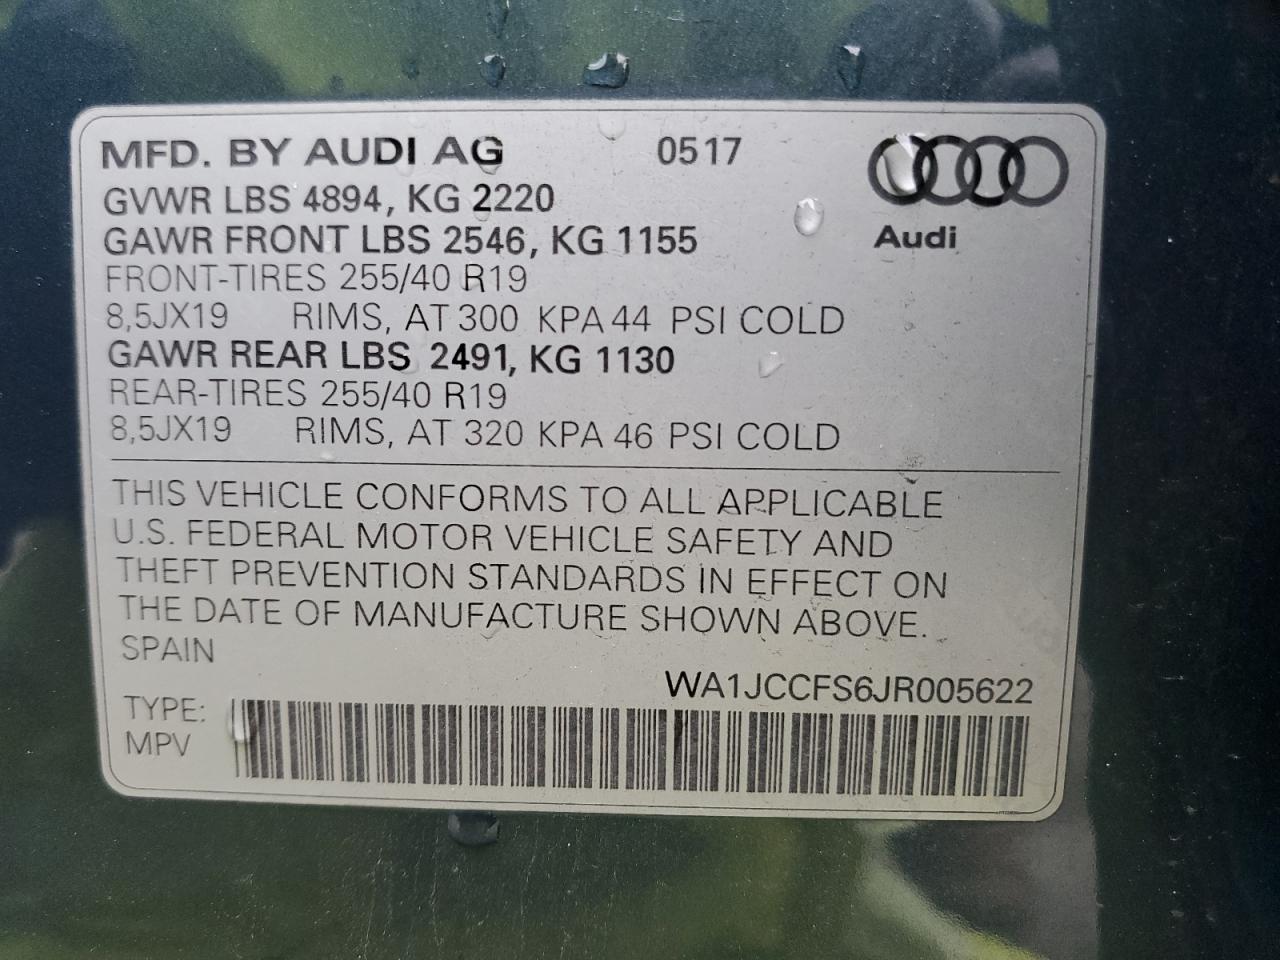 MFD. BY AUDI AG 0517
Audi
GVWR LBS 4894, KG 2220
GAWR FRONT LBS 2546, KG 1155
FRONT-TIRES 255/40 R19
8,5JX19 RIMS, AT 300 KPA 44 PSI COLD
GAWR REAR LBS 2491, KG 1130
REAR-TIRES 255/40 R19
8,5JX19 RIMS, AT 320 KPA 46 PSI COLD
THIS VEHICLE CONFORMS TO ALL APPLICABLE
U.S. FEDERAL MOTOR VEHICLE SAFETY AND
THEFT PREVENTION STANDARDS IN EFFECT ON
THE DATE OF MANUFACTURE SHOWN ABOVE.
SPAIN
WA1JCCFS6JR005622
TYPE:
MPV